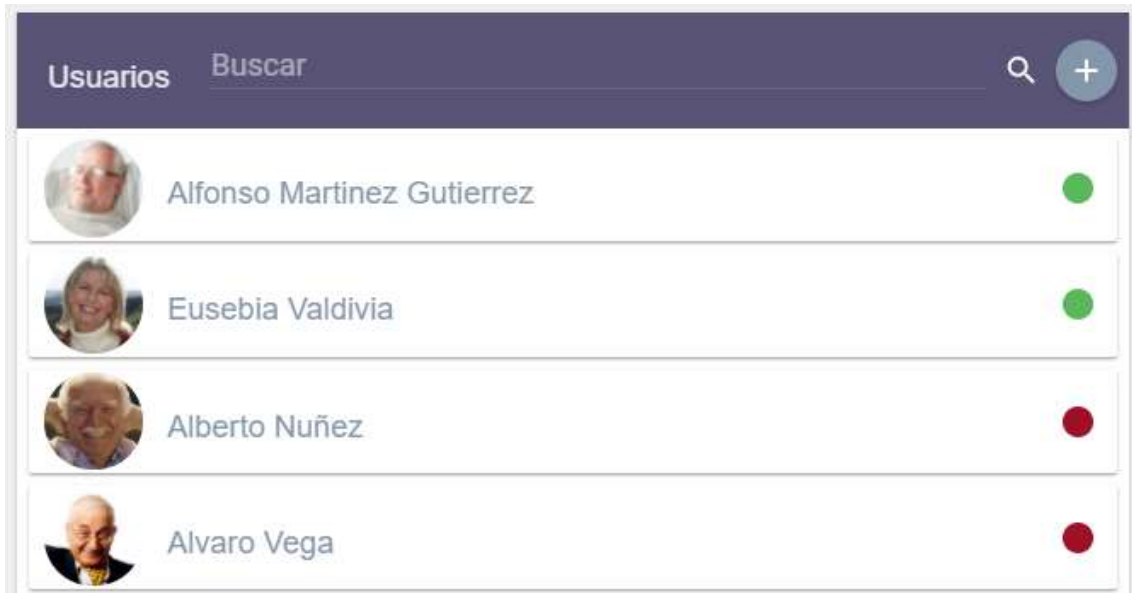 Usuarios
Buscar
Alfonso Martinez Gutierrez
Eusebia Valdivia
Alberto Nuñez
Alvaro Vega